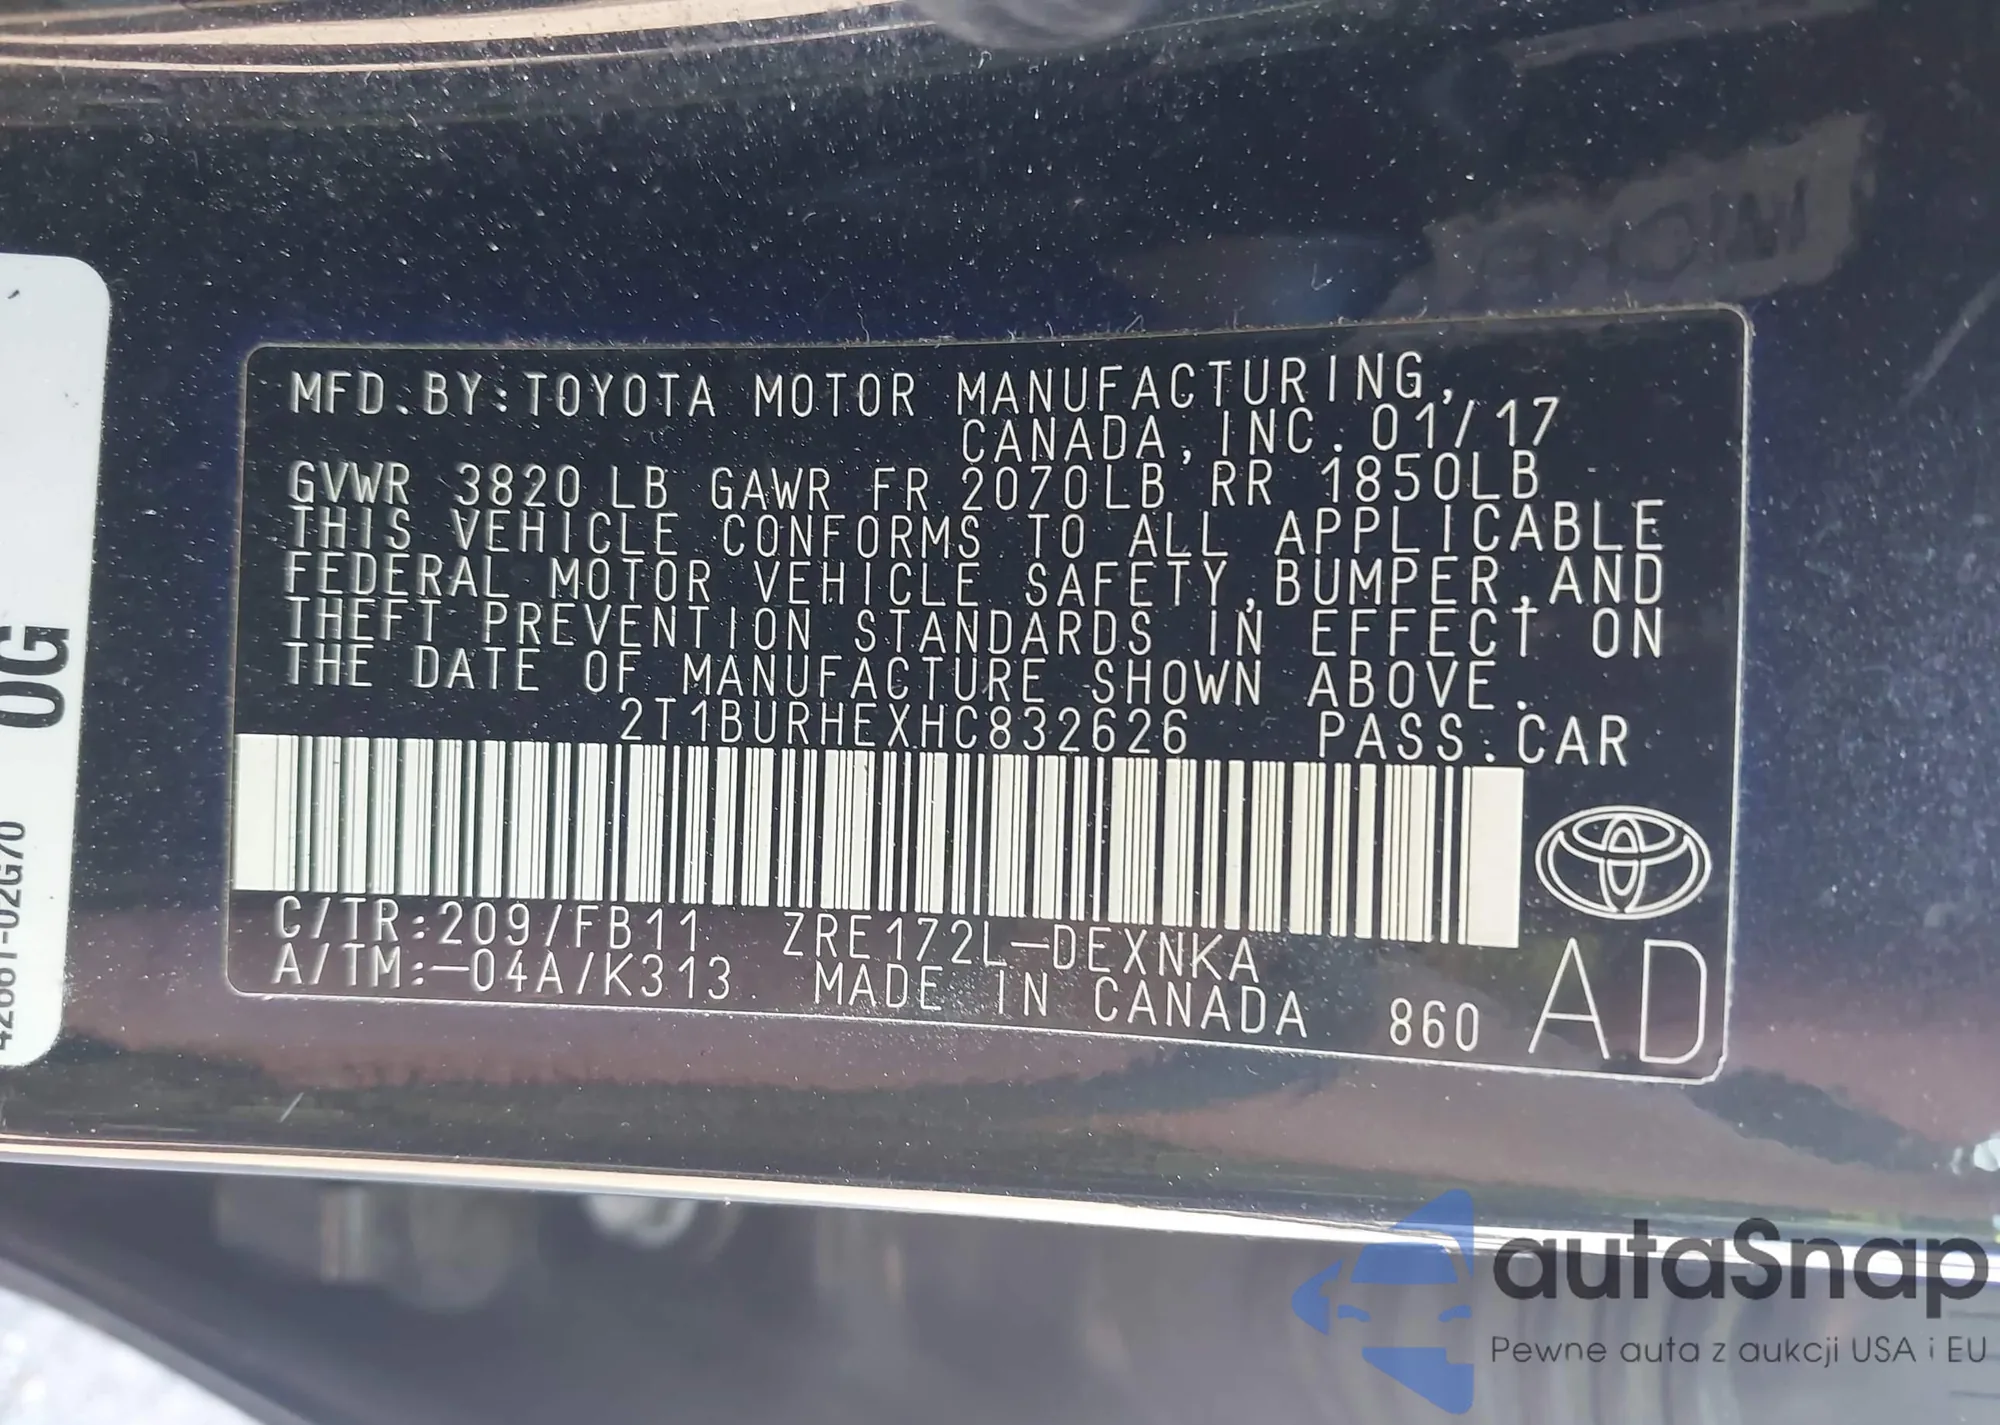 MFD.BY:TOYOTA MOTOR MANUFACTURING,
CANADA,INC. 01/17
GVWR 3820 LB GAWR FR 2070LB RR 1850LB
THIS VEHICLE CONFORMS TO ALL APPLICABLE
FEDERAL MOTOR VEHICLE SAFETY,BUMPER,AND
THEFT PREVENTION STANDARDS IN EFFECT ON
THE DATE OF MANUFACTURE SHOWN ABOVE.
2T1BURHEXHC832626 PASS.CAR
C/TR:209/FB11 ZRE172L-DEXNKA
A/TM:-04A/K313 MADE IN CANADA 860 AD
0G
autaSnap
Pewne auta z aukcji USA i EU